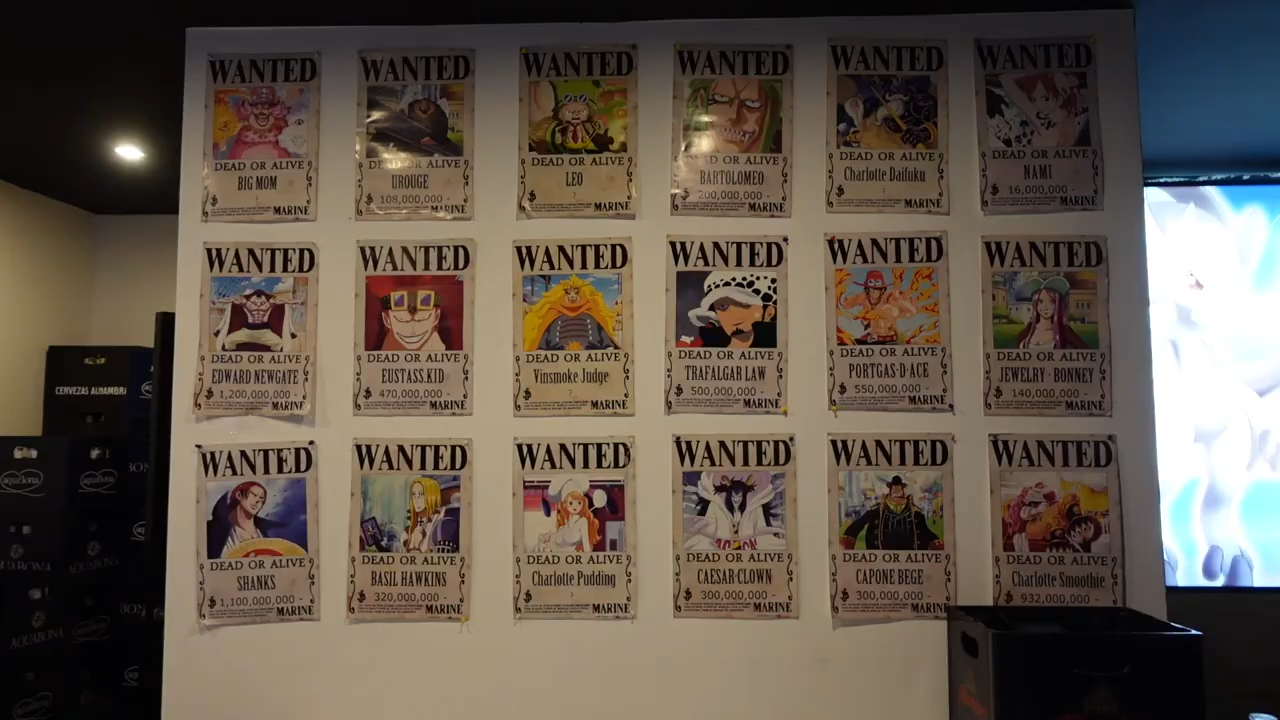 WANTED
DEAD OR ALIVE
BIG MOM
?
MARINE
WANTED
DEAD OR ALIVE
UROUGE
108,000,000 -
MARINE
WANTED
DEAD OR ALIVE
LEO
?
MARINE
WANTED
DEAD OR ALIVE
BARTOLOMEO
200,000,000 -
MARINE
WANTED
DEAD OR ALIVE
Charlotte Daifuku
?
MARINE
WANTED
DEAD OR ALIVE
NAMI
16,000,000 -
MARINE
WANTED
DEAD OR ALIVE
EDWARD NEWGATE
1,200,000,000 -
MARINE
WANTED
DEAD OR ALIVE
EUSTASS.KID
470,000,000 -
MARINE
WANTED
DEAD OR ALIVE
Vinsmoke Judge
?
MARINE
WANTED
DEAD OR ALIVE
TRAFALGAR LAW
500,000,000 -
MARINE
WANTED
DEAD OR ALIVE
PORTGAS·D·ACE
550,000,000 -
MARINE
WANTED
DEAD OR ALIVE
JEWELRY · BONNEY
140,000,000 -
MARINE
WANTED
DEAD OR ALIVE
SHANKS
1,100,000,000 -
MARINE
WANTED
DEAD OR ALIVE
BASIL HAWKINS
320,000,000 -
MARINE
WANTED
DEAD OR ALIVE
Charlotte Pudding
?
MARINE
WANTED
DEAD OR ALIVE
CAESAR·CLOWN
300,000,000 -
MARINE
WANTED
DEAD OR ALIVE
CAPONE BEGE
300,000,000 -
MARINE
WANTED
DEAD OR ALIVE
Charlotte Smoothie
932,000,000 -
CERVEZAS ALHAMBRA
aquaBona
aquaBona
AQUABONA